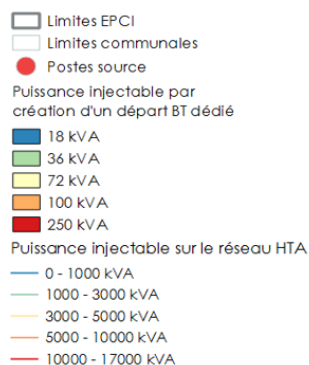 Limites EPCI
Limites communales
Postes source
Puissance injectable par
création d'un départ BT dédié
18 kVA
36 kVA
72 kVA
100 kVA
250 kVA
Puissance injectable sur le réseau HTA
0 - 1000 kVA
1000 - 3000 kVA
3000 - 5000 kVA
5000 - 10000 kVA
10000 - 17000 kVA